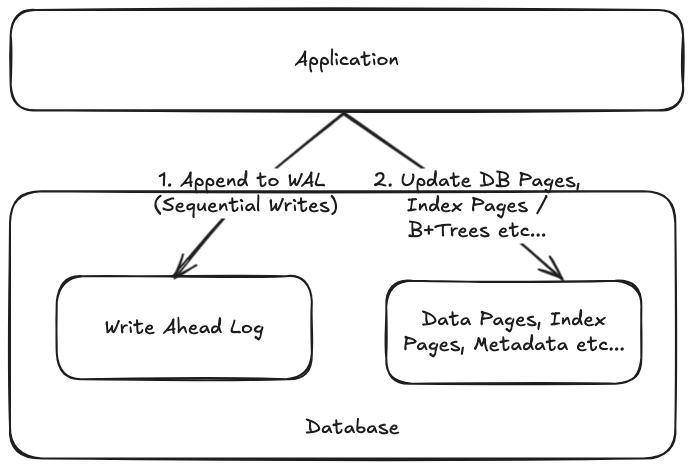 Application
1. Append to WAL
(Sequential Writes)
2. Update DB Pages,
Index Pages /
B+Trees etc...
Write Ahead Log
Data Pages, Index
Pages, Metadata etc...
Database